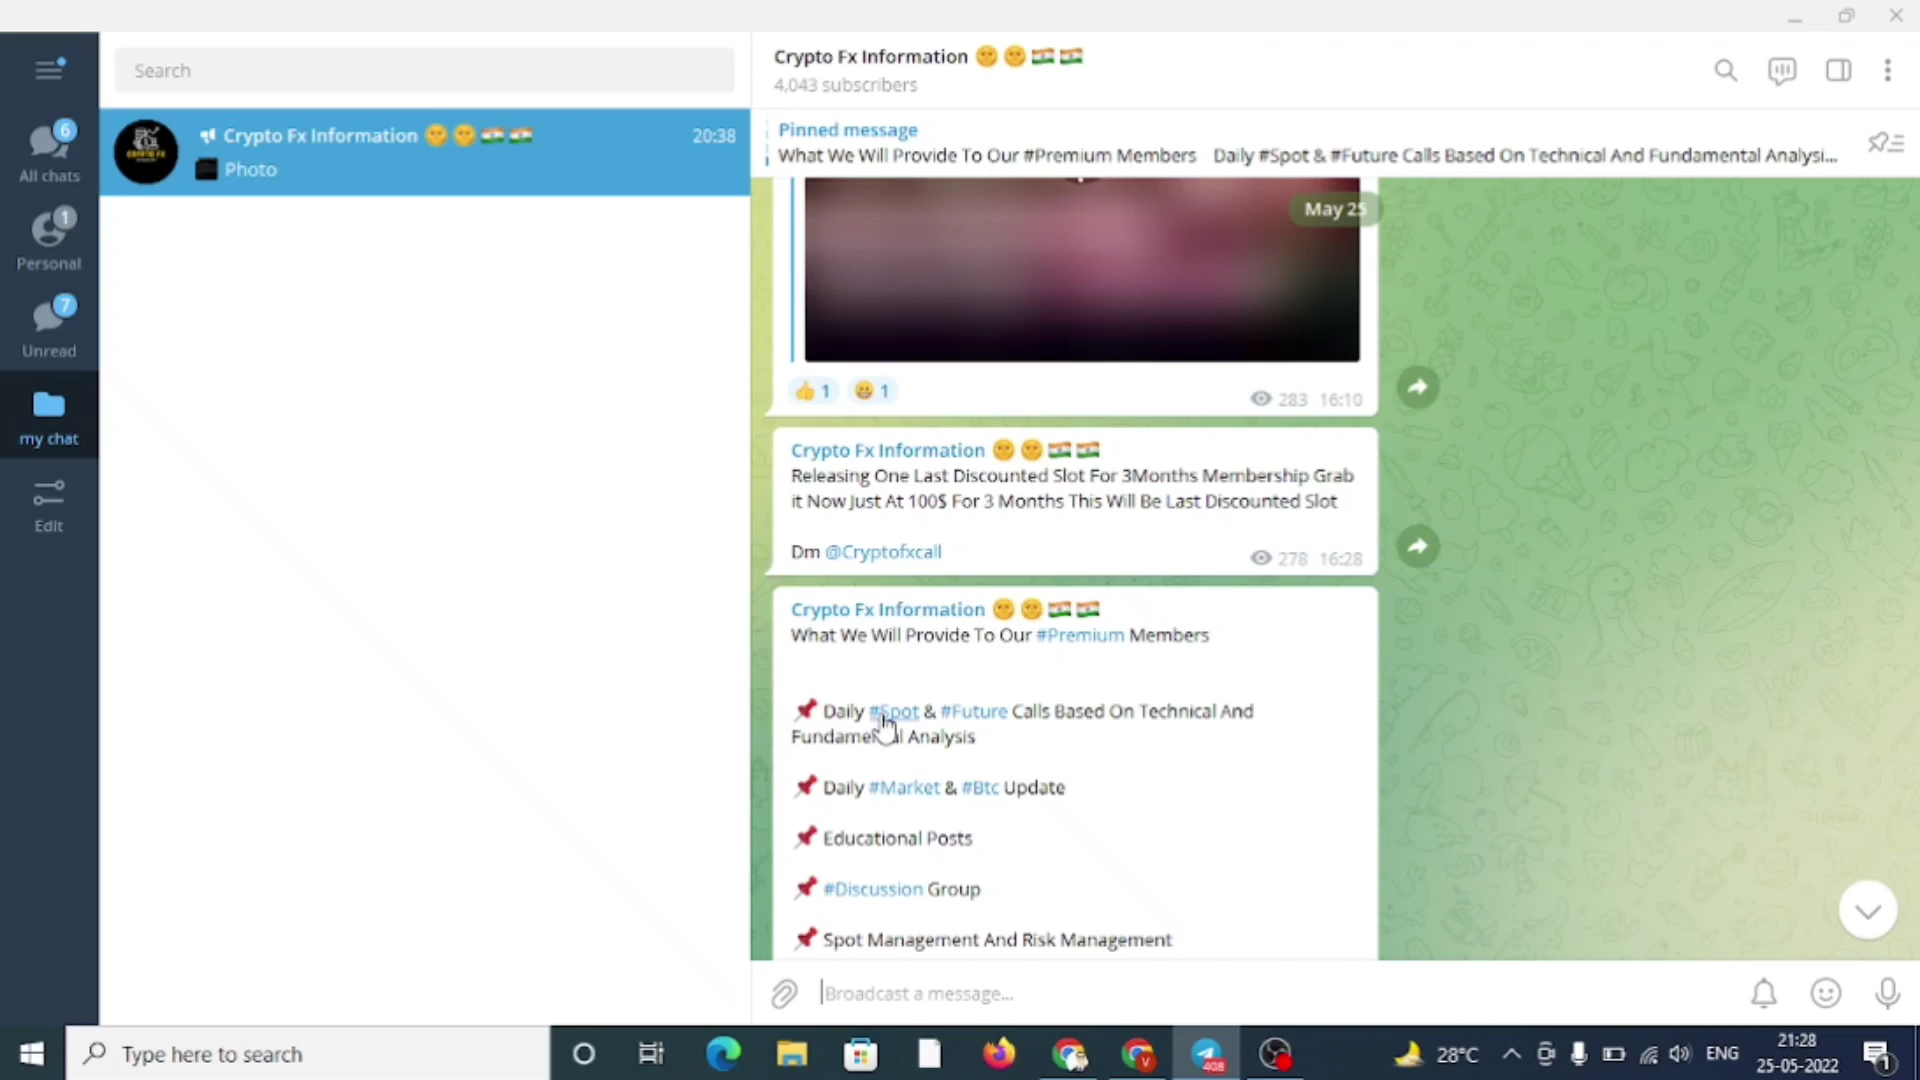 Search
Crypto Fx Information
20:38
Photo
6
All chats
1
Personal
7
Unread
my chat
Edit
Crypto Fx Information
4,043 subscribers
Pinned message
What We Will Provide To Our #Premium Members Daily #Spot & #Future Calls Based On Technical And Fundamental Analysi...
May 25
👍 1 😀 1
283 16:10
Crypto Fx Information
Releasing One Last Discounted Slot For 3Months Membership Grab
it Now Just At 100$ For 3 Months This Will Be Last Discounted Slot
Dm @Cryptofxcall
278 16:28
Crypto Fx Information
What We Will Provide To Our #Premium Members
📌 Daily #Spot & #Future Calls Based On Technical And
Fundamental Analysis
📌 Daily #Market & #Btc Update
📌 Educational Posts
📌 #Discussion Group
📌 Spot Management And Risk Management
Broadcast a message...
Type here to search
V
408
28°C
ENG
21:28
25-05-2022
1